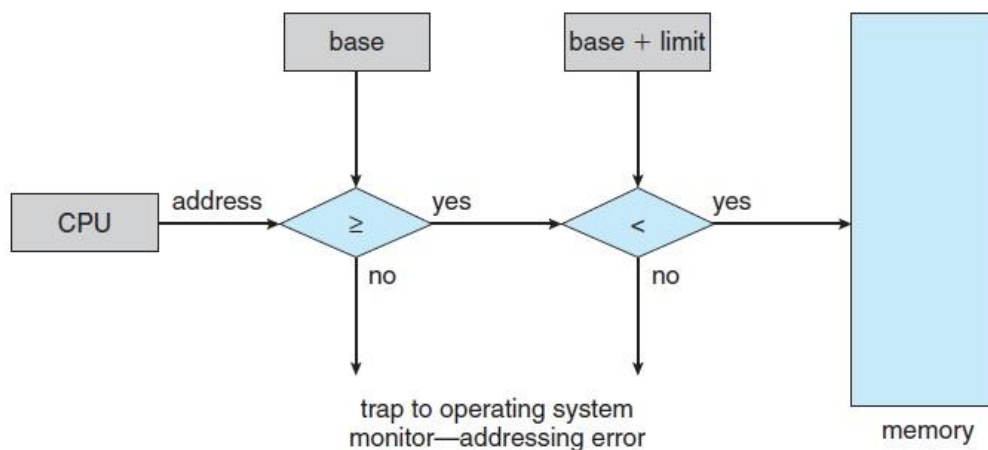 base
base + limit
CPU
address
≥
yes
<
yes
no
no
trap to operating system
monitor—addressing error
memory